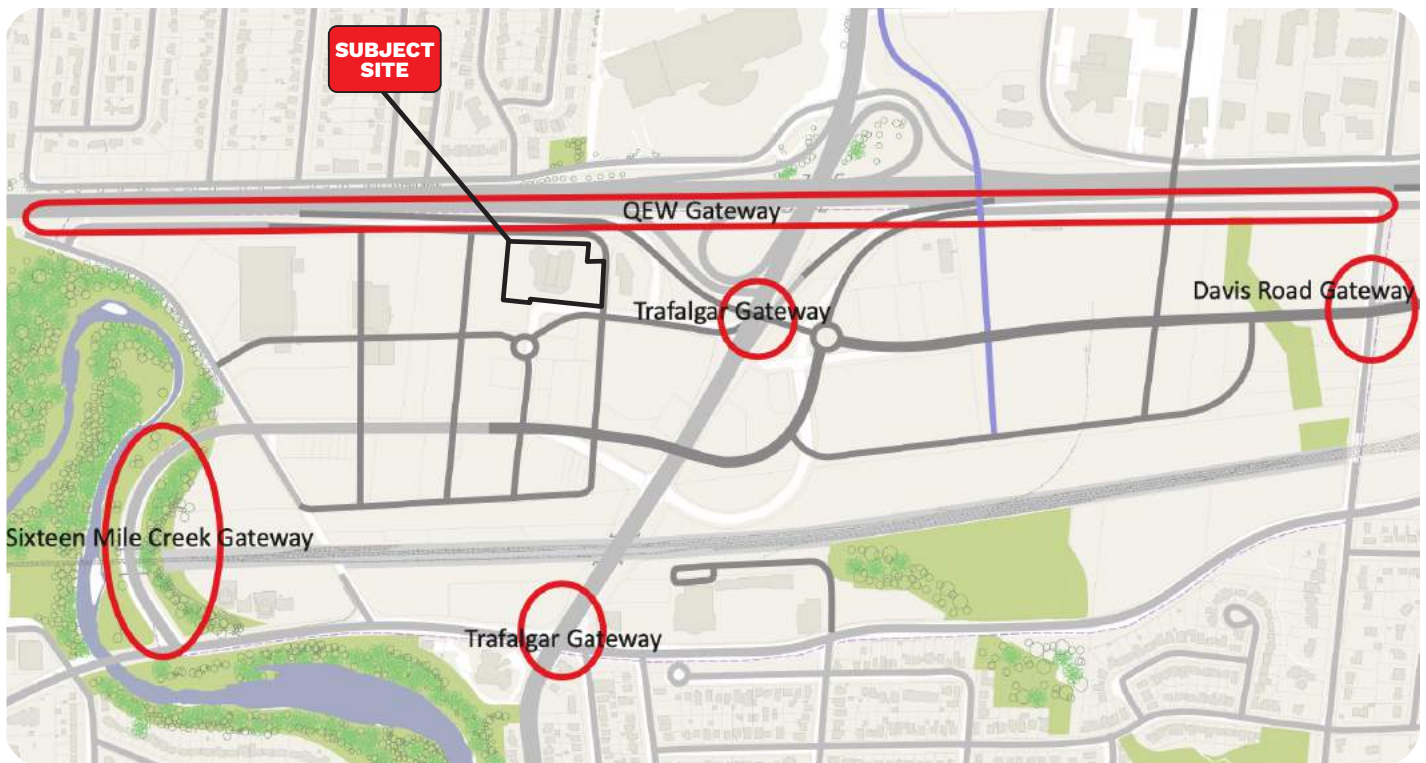 SUBJECT
SITE
QEW Gateway
Davis Road Gateway
Trafalgar Gateway
Sixteen Mile Creek Gateway
Trafalgar Gateway